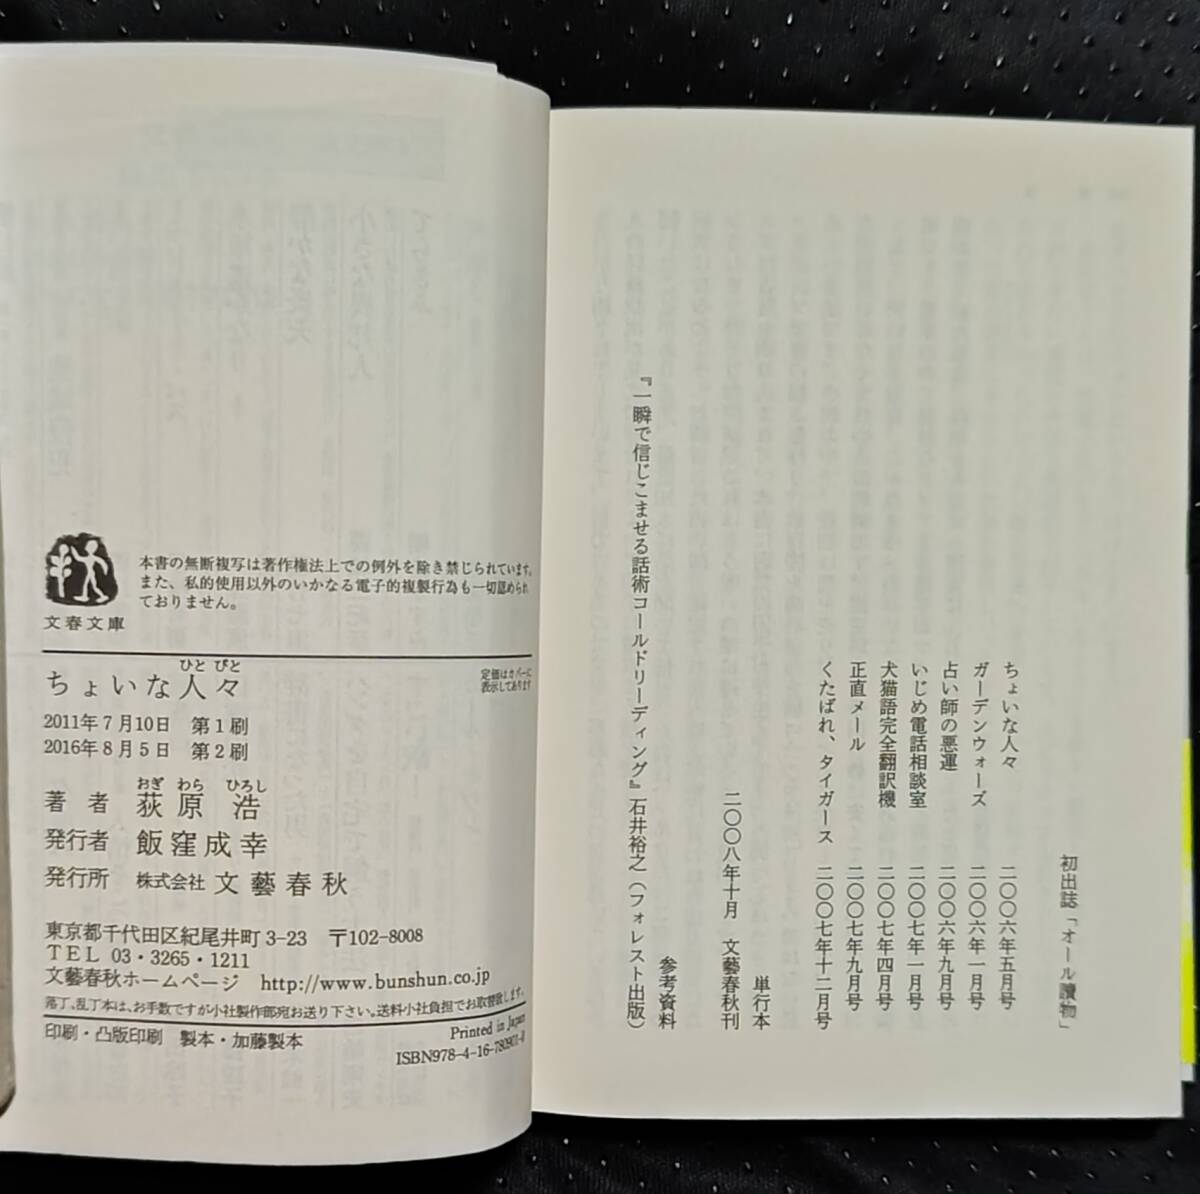 初出誌「オール讀物」
ちょいな人々 二〇〇六年五月号
ガーデンウォーズ 二〇〇六年一月号
占い師の悪運 二〇〇六年九月号
いじめ電話相談室 二〇〇七年一月号
犬猫語完全翻訳機 二〇〇七年四月号
正直メール 二〇〇七年九月号
くたばれ、タイガース 二〇〇七年十二月号
単行本
二〇〇八年十月 文藝春秋刊
参考資料
『一瞬で信じこませる話術コールドリーディング』石井裕之(フォレスト出版)
文春文庫
本書の無断複写は著作権法上での例外を除き禁じられています。
また、私的使用以外のいかなる電子的複製行為も一切認められ
ておりません。
ひと びと
ちょいな人々
定価はカバーに
表示してあります
2011年7月10日 第1刷
2016年8月5日 第2刷
おぎ わら ひろし
著者 荻原 浩
発行者 飯窪成幸
発行所 株式会社 文藝春秋
東京都千代田区紀尾井町3-23 〒102-8008
TEL 03・3265・1211
文藝春秋ホームページ http://www.bunshun.co.jp
落丁、乱丁本は、お手数ですが小社製作部宛お送り下さい。送料小社負担でお取替致します。
印刷・凸版印刷 製本・加藤製本
Printed in Japan
ISBN978-4-16-780901-0